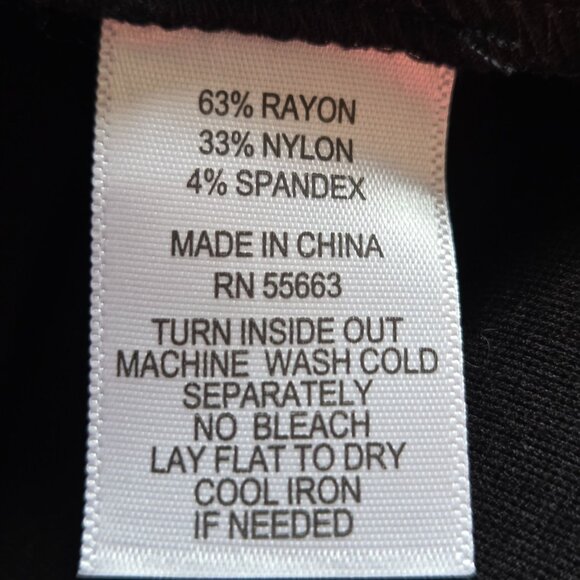 63% RAYON
33% NYLON
4% SPANDEX
MADE IN CHINA
RN 55663
TURN INSIDE OUT
MACHINE WASH COLD
SEPARATELY
NO BLEACH
LAY FLAT TO DRY
COOL IRON
IF NEEDED